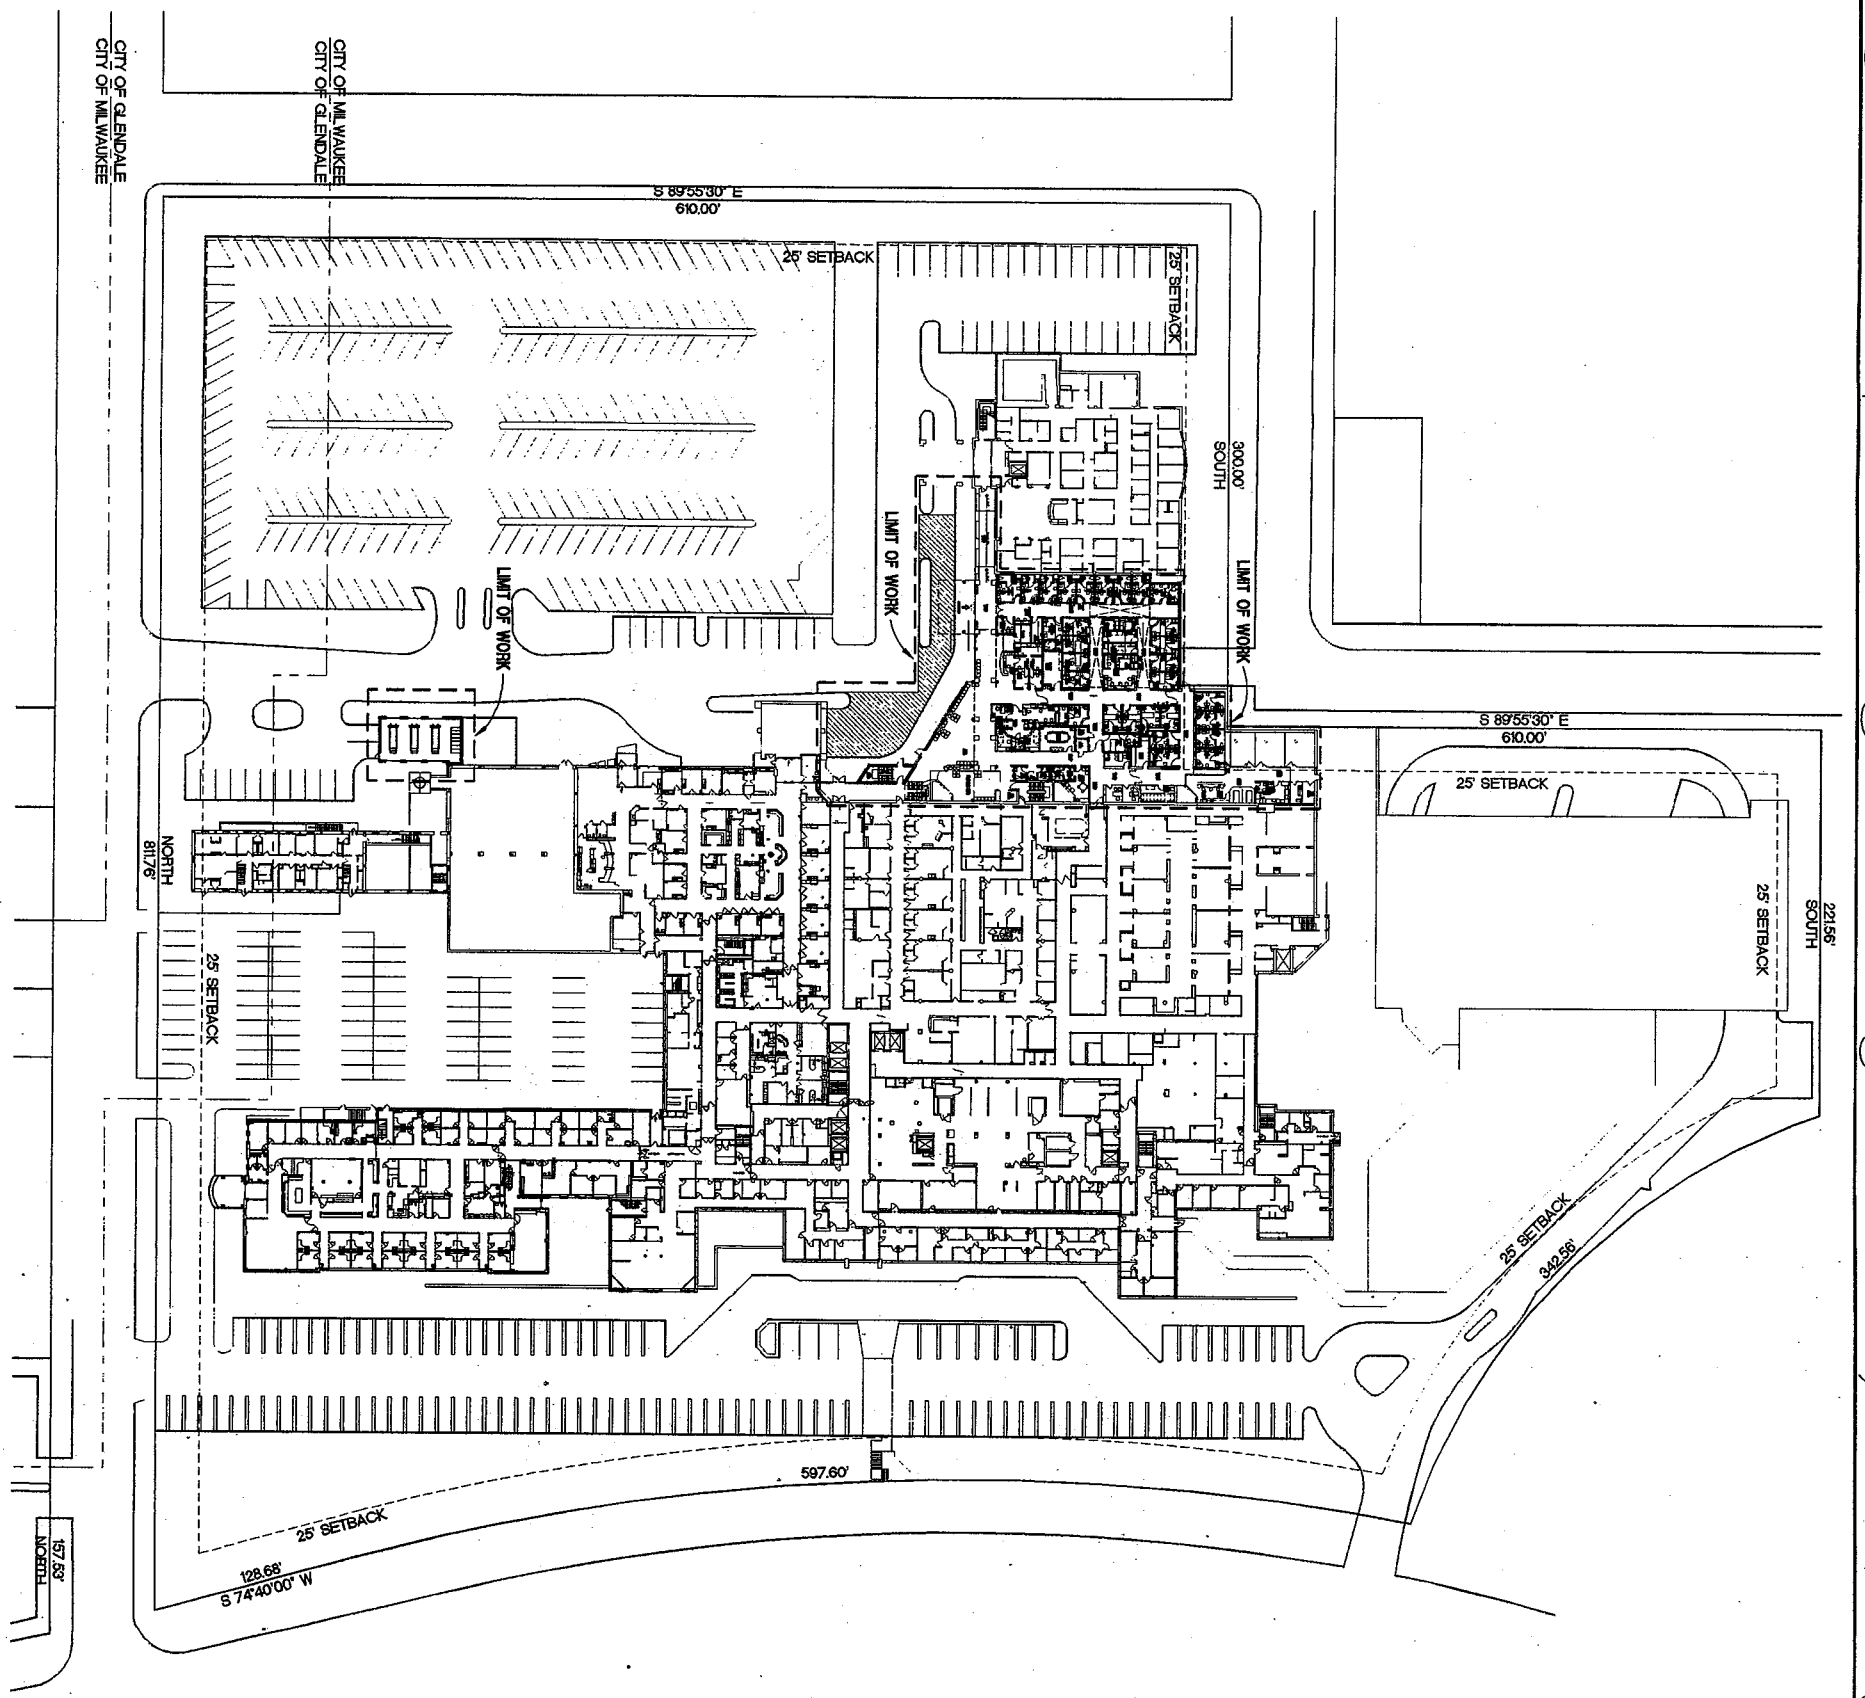 CITY OF GLENDALE
CITY OF MILWAUKEE
CITY OF MILWAUKEE
CITY OF GLENDALE
S 89°55'30" E
610.00'
25' SETBACK
25' SETBACK
300.00'
SOUTH
LIMIT OF WORK
LIMIT OF WORK
LIMIT OF WORK
S 89°55'30" E
610.00'
25' SETBACK
NORTH
811.76'
25' SETBACK
221.56'
SOUTH
25' SETBACK
25' SETBACK
342.56'
597.60'
25' SETBACK
128.68'
S 74°40'00" W
157.53'
NORTH